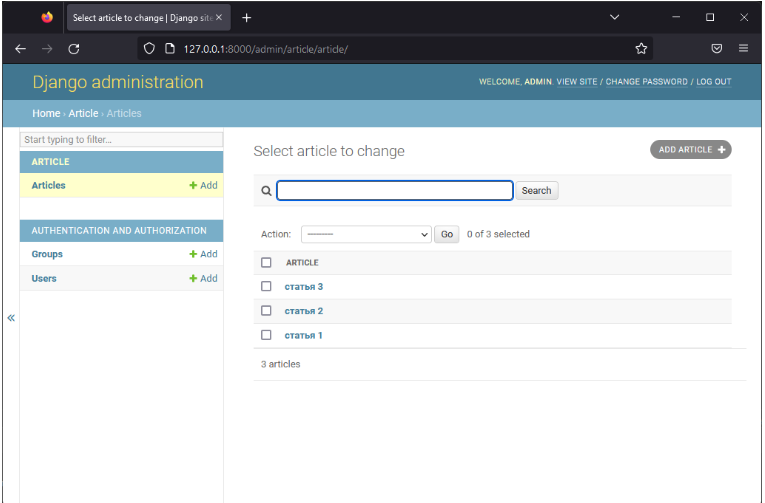 Select article to change | Django site
127.0.0.1:8000/admin/article/article/
Django administration
WELCOME, ADMIN. VIEW SITE / CHANGE PASSWORD / LOG OUT
Home › Article › Articles
Start typing to filter...
ARTICLE
Articles
Add
AUTHENTICATION AND AUTHORIZATION
Groups
Add
Users
Add
«
Select article to change
ADD ARTICLE
Search
Action: --------- Go 0 of 3 selected
ARTICLE
статья 3
статья 2
статья 1
3 articles